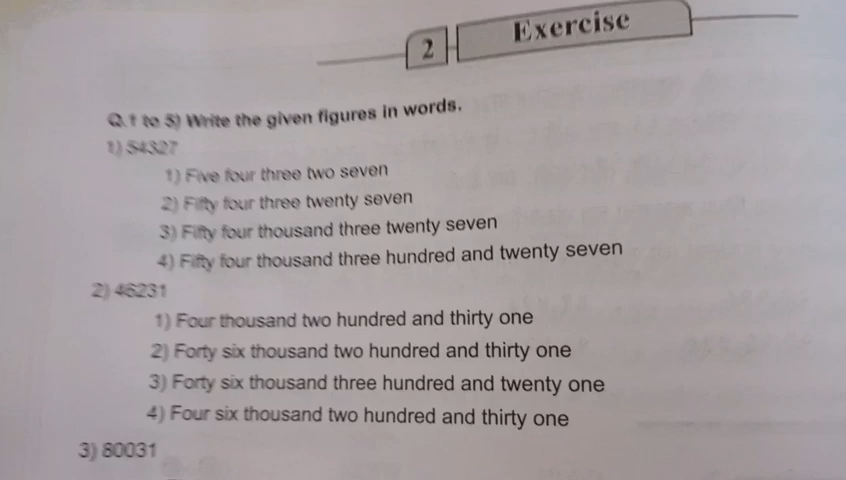 2 Exercise
Q.1 to 5) Write the given figures in words.
1) 54327
1) Five four three two seven
2) Fifty four three twenty seven
3) Fifty four thousand three twenty seven
4) Fifty four thousand three hundred and twenty seven
2) 46231
1) Four thousand two hundred and thirty one
2) Forty six thousand two hundred and thirty one
3) Forty six thousand three hundred and twenty one
4) Four six thousand two hundred and thirty one
3) 80031